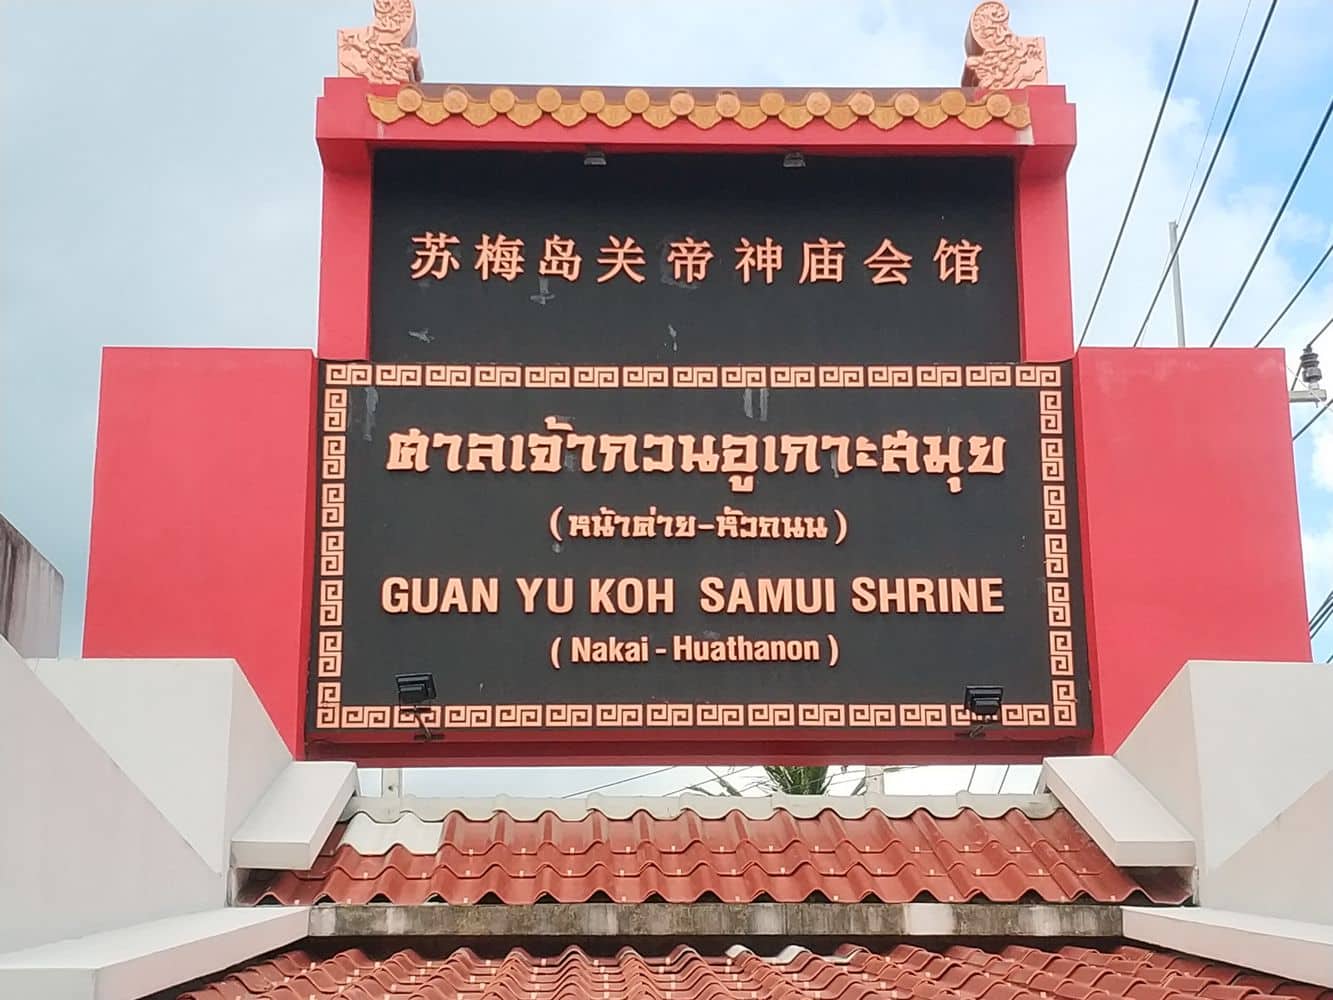 苏梅岛关帝神庙会馆
ศาลเจ้ากวนอูเกาะสมุย
(หน้าค่าย-หัวถนน)
GUAN YU KOH SAMUI SHRINE
( Nakai - Huathanon )